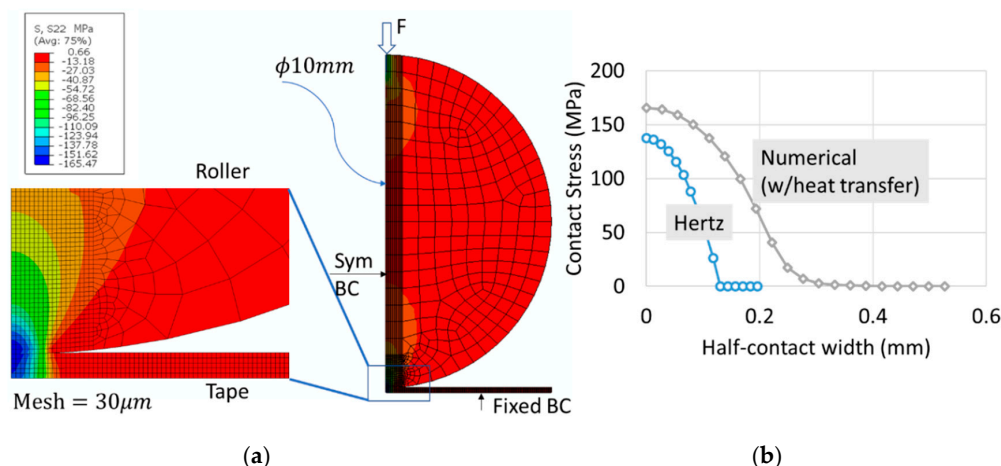 S, S22 MPa
(Avg: 75%)
0.66
-13.18
-27.03
-40.87
-54.72
-68.56
-82.40
-96.25
-110.09
-123.94
-137.78
-151.62
-165.47
F
ϕ10mm
Roller
Sym
BC
Tape
Mesh = 30μm
Fixed BC
(a)
Contact Stress (MPa)
200
150
100
50
0
0
0.2
0.4
0.6
Numerical
(w/heat transfer)
Hertz
Half-contact width (mm)
(b)